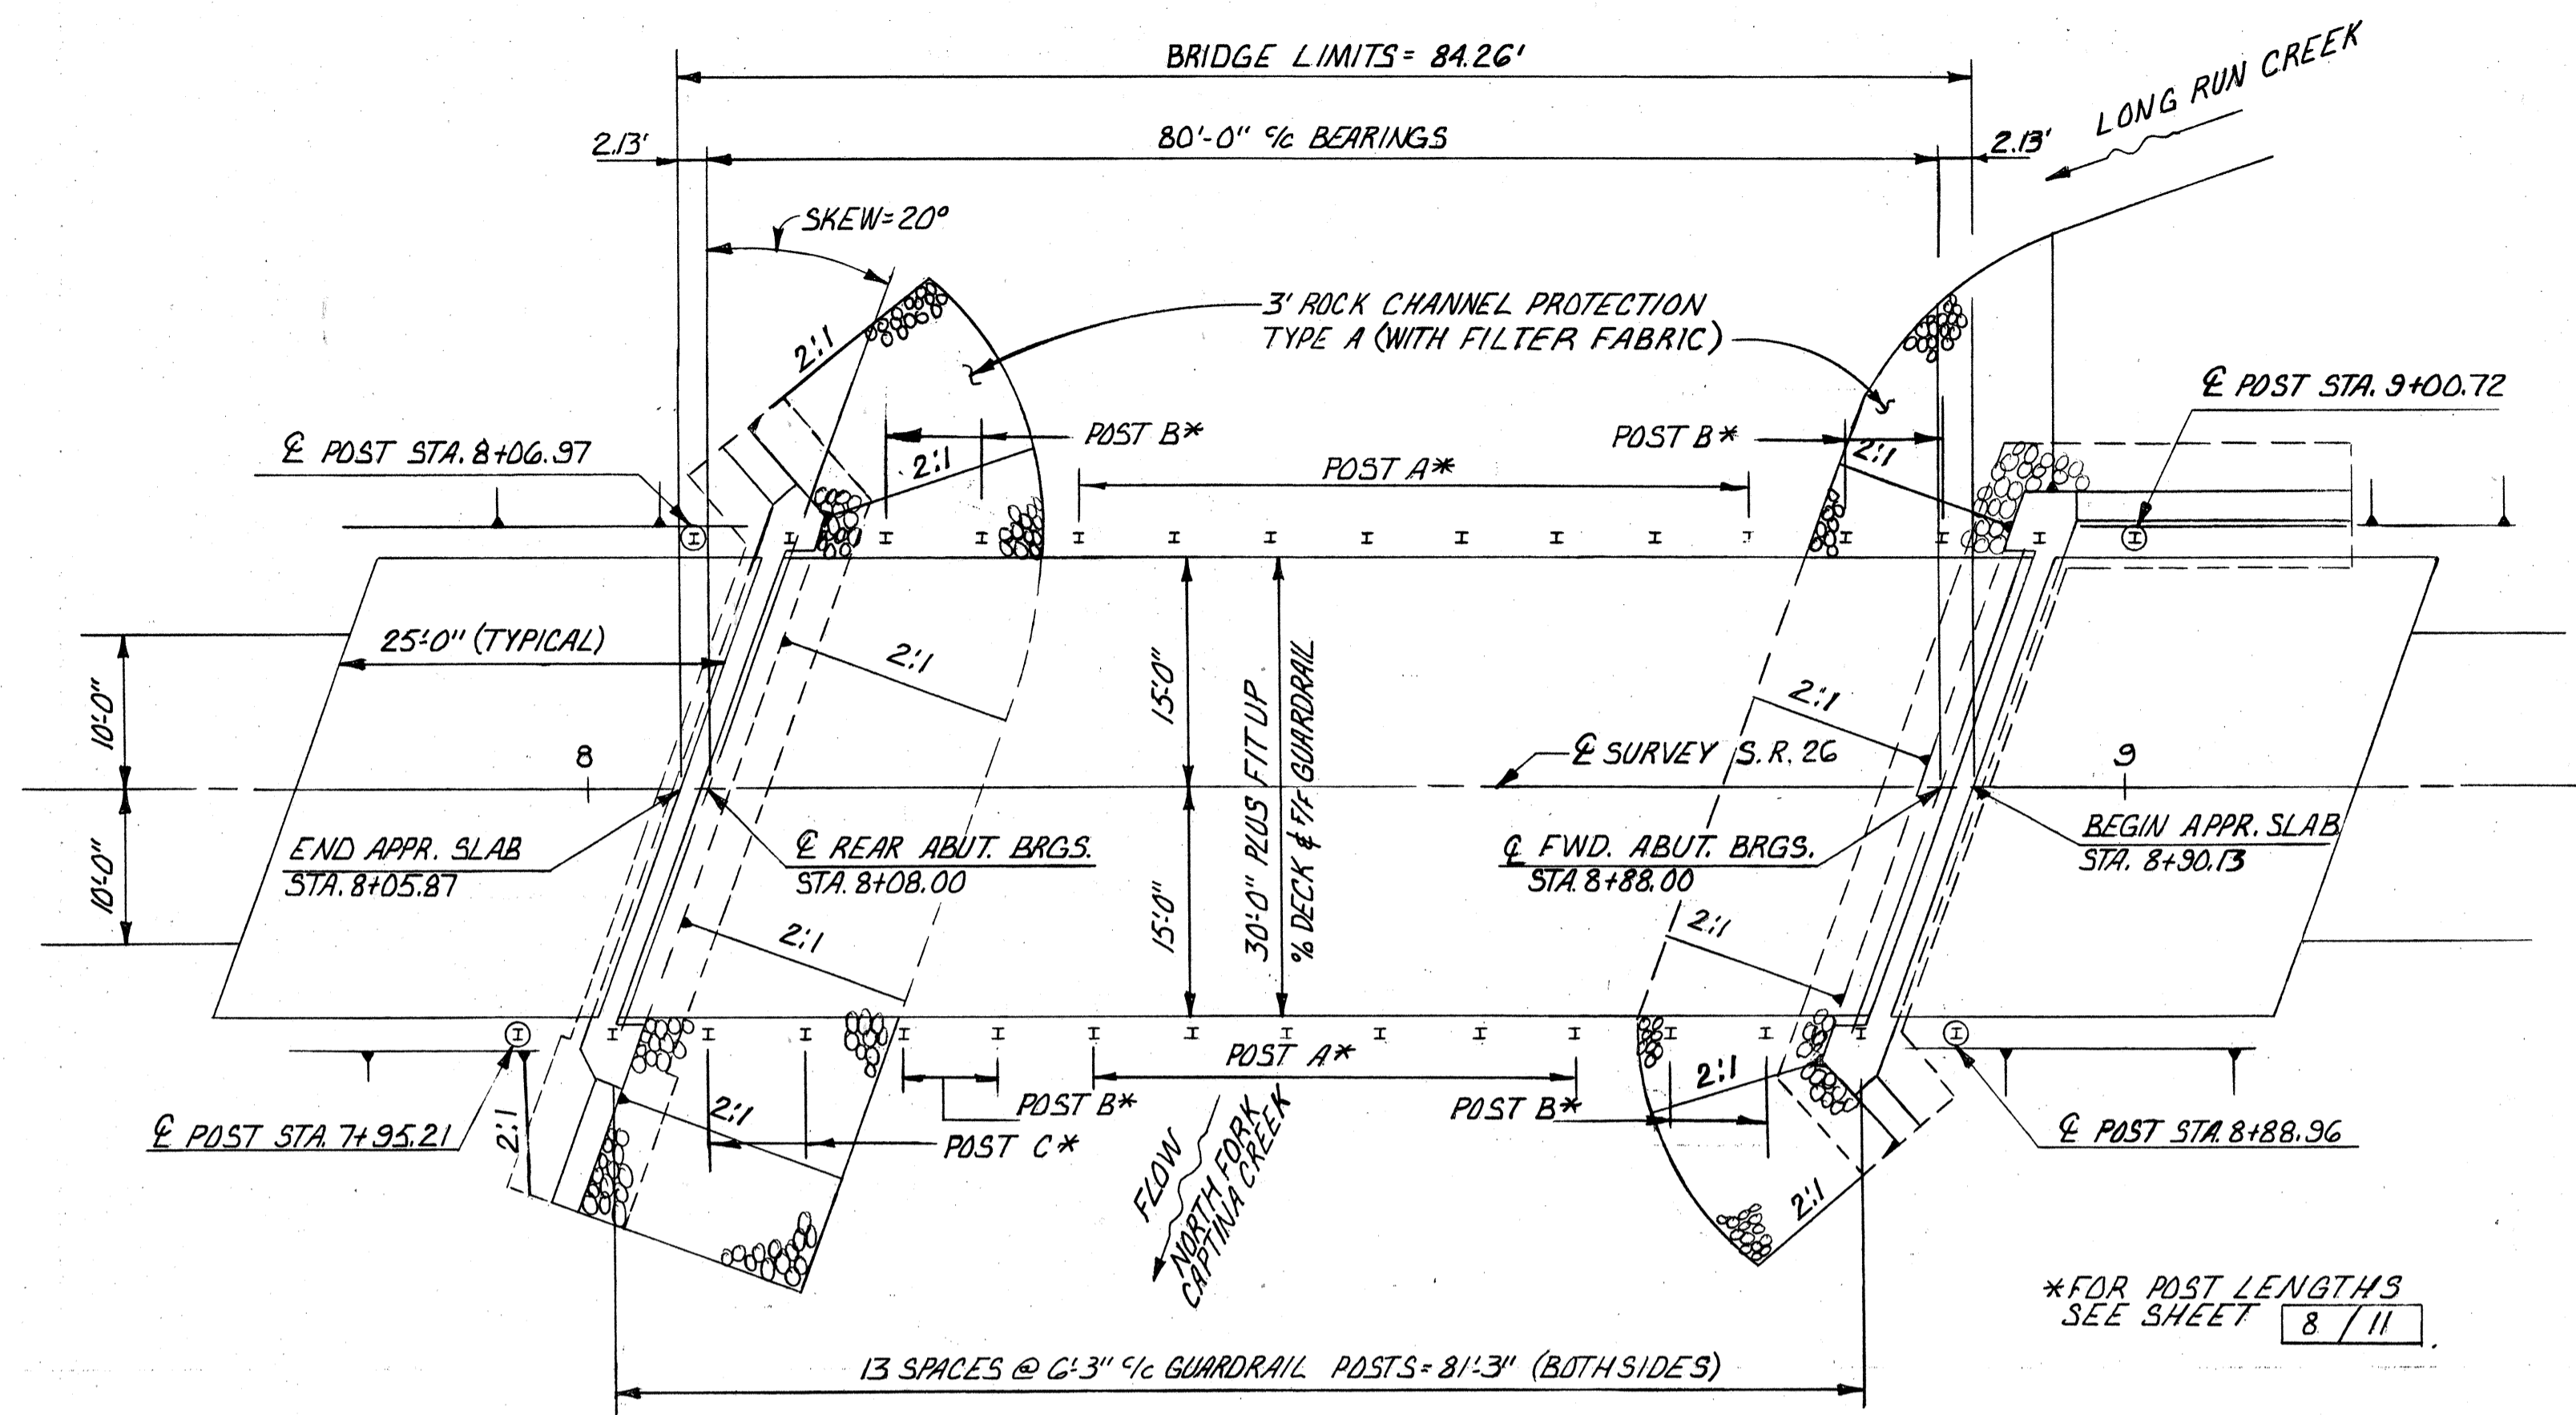 BRIDGE LIMITS = 84.26'
LONG RUN CREEK
2.13'
80'-0" c/c BEARINGS
2.13'
SKEW=20°
3' ROCK CHANNEL PROTECTION
TYPE A (WITH FILTER FABRIC)
2:1
℄ POST STA. 9+00.72
℄ POST STA. 8+06.97
POST B*
POST B*
2:1
2:1
POST A*
25'-0" (TYPICAL)
10'-0"
10'-0"
2:1
15'-0"
15'-0"
30'-0" PLUS FIT UP
% DECK & F/F GUARDRAIL
2:1
8
℄ SURVEY S.R. 26
9
END APPR. SLAB
STA. 8+05.87
℄ REAR ABUT. BRGS.
STA. 8+08.00
℄ FWD. ABUT. BRGS.
STA. 8+88.00
BEGIN APPR. SLAB
STA. 8+90.13
2:1
2:1
POST A*
2:1
2:1
2:1
POST B*
POST B*
℄ POST STA. 7+95.21
POST C*
℄ POST STA. 8+88.96
2:1
FLOW
NORTH FORK
CAPTINA CREEK
2:1
*FOR POST LENGTHS
SEE SHEET 8 / 11 .
13 SPACES @ 6'-3" c/c GUARDRAIL POSTS = 81'-3" (BOTH SIDES)